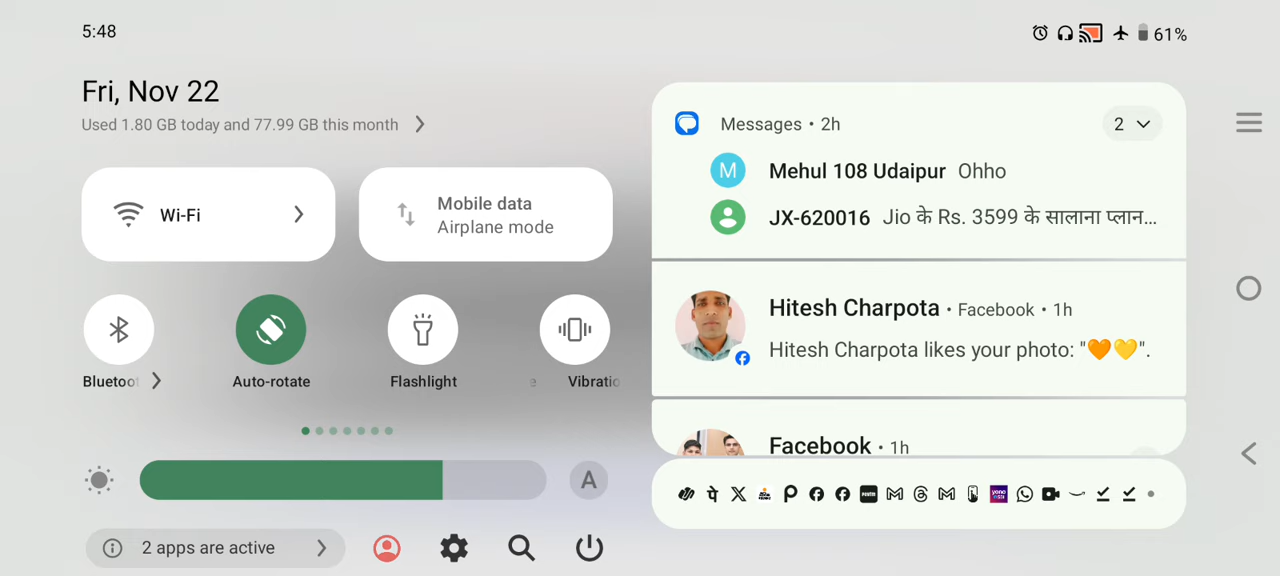 5:48
61%
Fri, Nov 22
Used 1.80 GB today and 77.99 GB this month
Wi-Fi
Mobile data
Airplane mode
Bluetoot
Auto-rotate
Flashlight
e
Vibratio
A
2 apps are active
Messages • 2h
2
M
Mehul 108 Udaipur Ohho
JX-620016 Jio के Rs. 3599 के सालाना प्लान...
Hitesh Charpota • Facebook • 1h
Hitesh Charpota likes your photo: "🧡💛".
Facebook • 1h